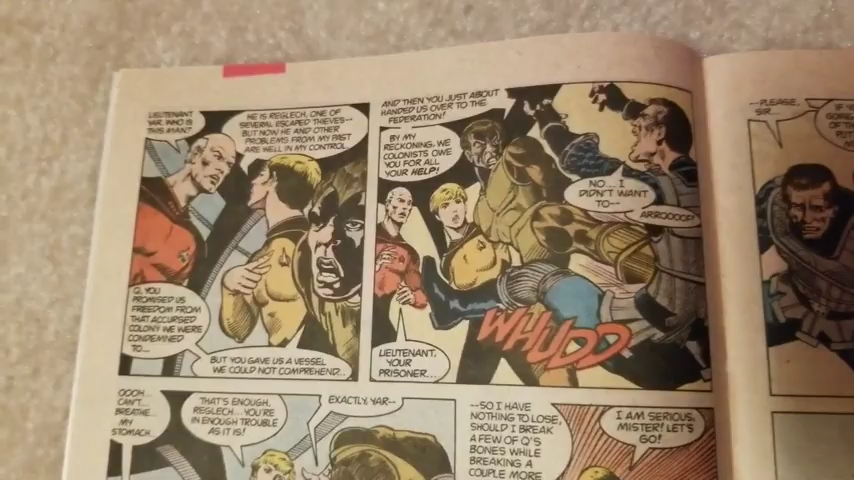 LIEUTENANT
YAR, WHO IS
THIS MAN?
HE IS REGLECH, ONE OF
SEVERAL ESCAPED THIEVES--
BUT NOW HE AND OTHER
PROBLEMS FROM MY PAST
ARE WELL IN MY CONTROL.
Q, YOU
PROMISED US
FREEDOM FROM
THAT ACCURSED
COLONY WE WERE
CONDEMNED
TO...
BUT YOU GAVE US A VESSEL
WE COULD NOT COMPREHEND...
AND THEN YOU JUST ABOUT
HANDED US OVER TO THE
FEDERATION!
BY MY
RECKONING, WE
COLONISTS OWE
YOU FOR ALL
YOUR HELP!
NO... I
DIDN'T WANT
TO--
ARROOOOF!
LIEUTENANT,
YOUR
PRISONER...
WHUDD
--PLEASE,
SIR...
OOOH...
CAN'T...
BREATHE...
MY
STOMACH...
THAT'S ENOUGH,
REGLECH...YOU'RE
IN ENOUGH TROUBLE
AS IT IS!
EXACTLY, YAR--
--SO I HAVE
NOTHING TO LOSE,
SHOULD I BREAK
A FEW OF Q'S
BONES WHILE
BREAKING A
COUPLE MORE
I AM SERIOUS,
MISTER! LET'S
GO!